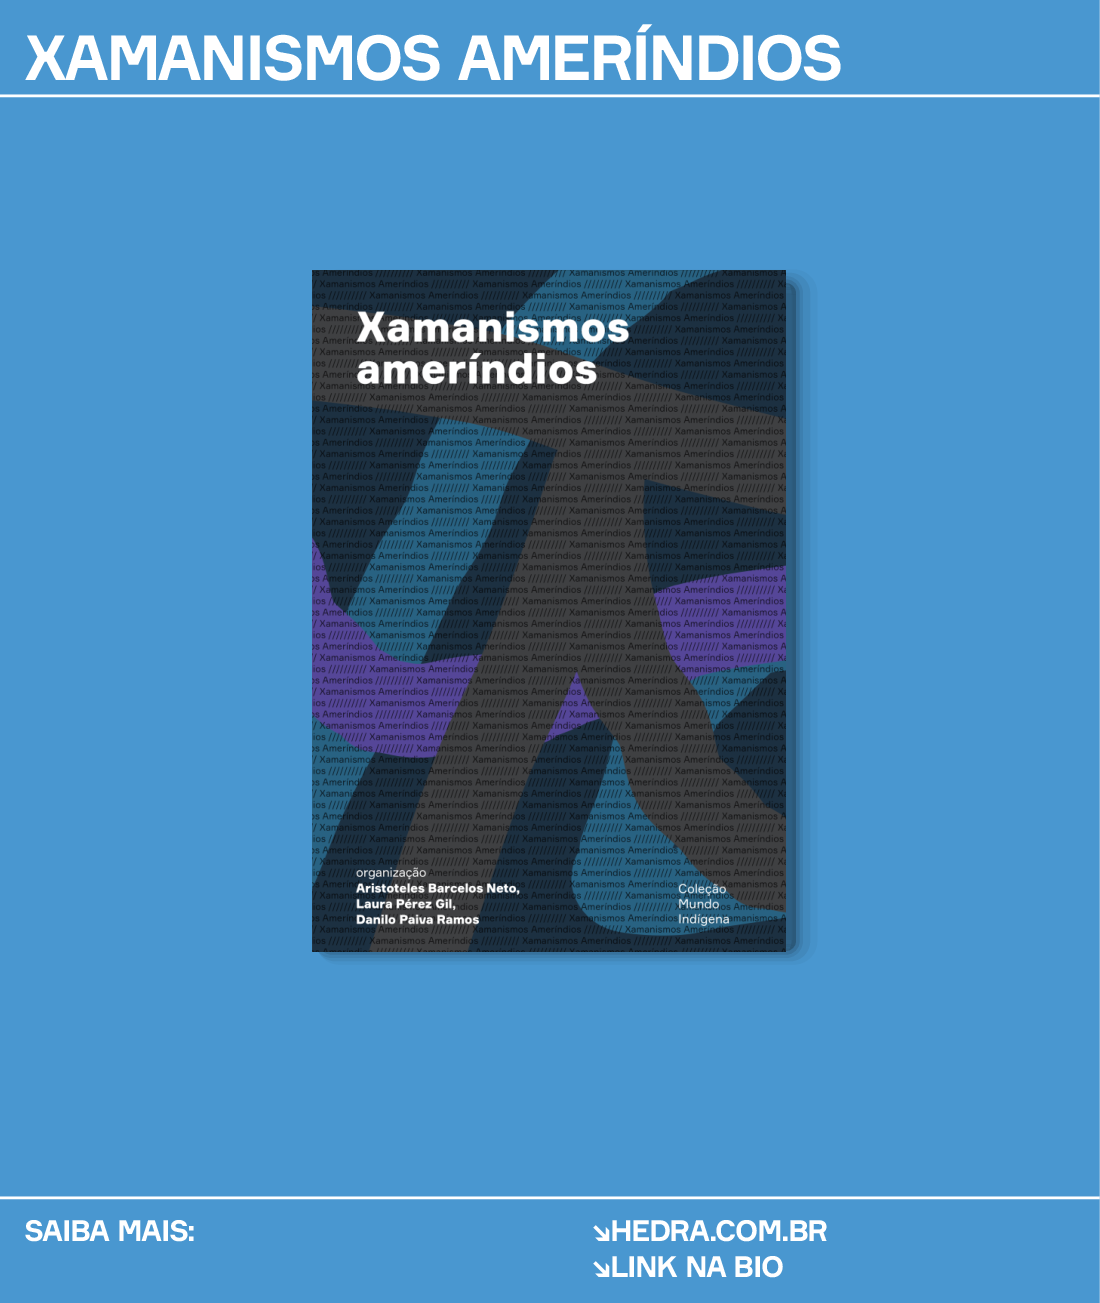 XAMANISMOS AMERÍNDIOS
Xamanismos
ameríndios
organização
Aristoteles Barcelos Neto,
Laura Pérez Gil,
Danilo Paiva Ramos
Coleção
Mundo
Indígena
SAIBA MAIS:
↘HEDRA.COM.BR
↘LINK NA BIO